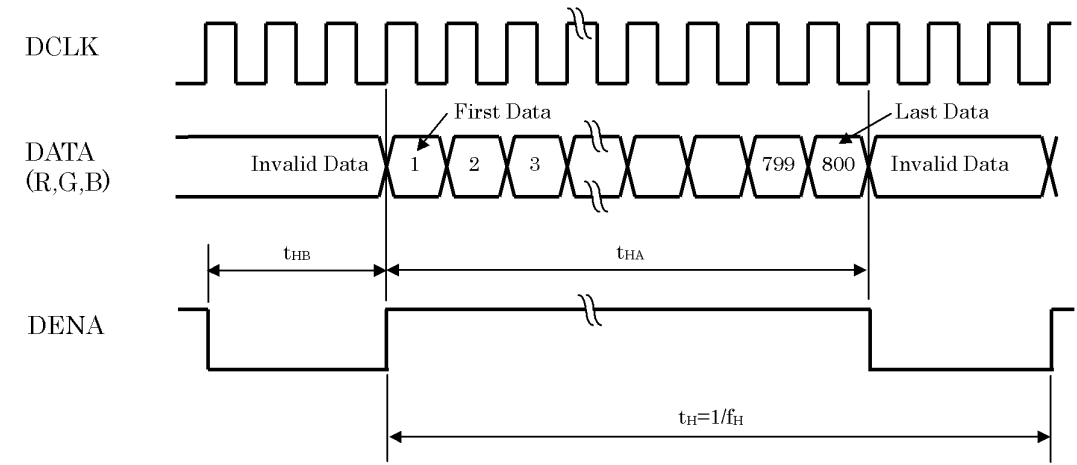 DCLK
First Data
Last Data
DATA
(R,G,B)
Invalid Data 1 2 3 799 800 Invalid Data
tHB tHA
DENA
tH=1/fH